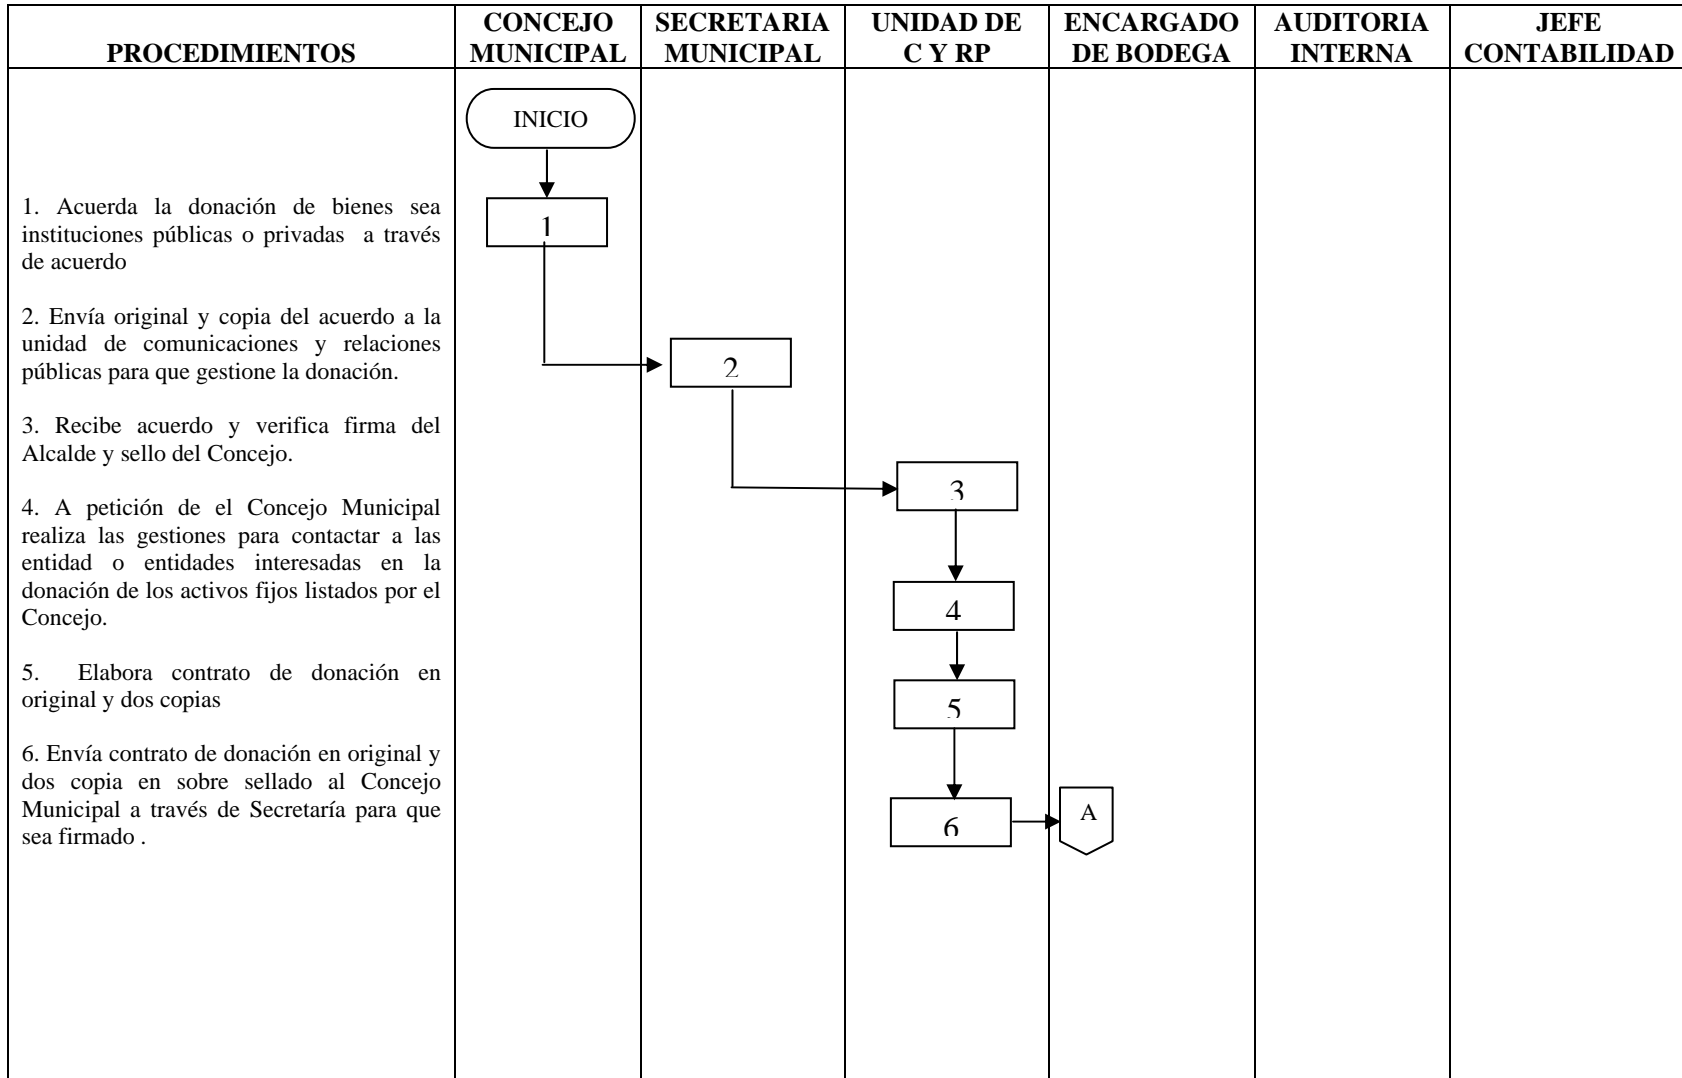 PROCEDIMIENTOS
CONCEJO
MUNICIPAL
SECRETARIA
MUNICIPAL
UNIDAD DE
C Y RP
ENCARGADO
DE BODEGA
AUDITORIA
INTERNA
JEFE
CONTABILIDAD
INICIO
1. Acuerda la donación de bienes sea
instituciones públicas o privadas a través
de acuerdo
1
2. Envía original y copia del acuerdo a la
unidad de comunicaciones y relaciones
públicas para que gestione la donación.
2
3. Recibe acuerdo y verifica firma del
Alcalde y sello del Concejo.
3
4. A petición de el Concejo Municipal
realiza las gestiones para contactar a las
entidad o entidades interesadas en la
donación de los activos fijos listados por el
Concejo.
4
5. Elabora contrato de donación en
original y dos copias
5
6. Envía contrato de donación en original y
dos copia en sobre sellado al Concejo
Municipal a través de Secretaría para que
sea firmado .
6
A